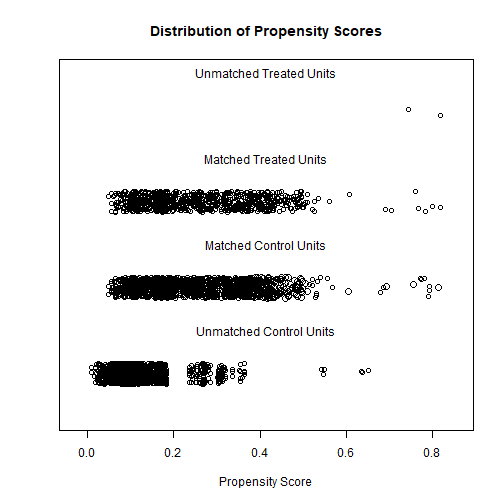 Distribution of Propensity Scores
Unmatched Treated Units
Matched Treated Units
Matched Control Units
Unmatched Control Units
0.0 0.2 0.4 0.6 0.8
Propensity Score